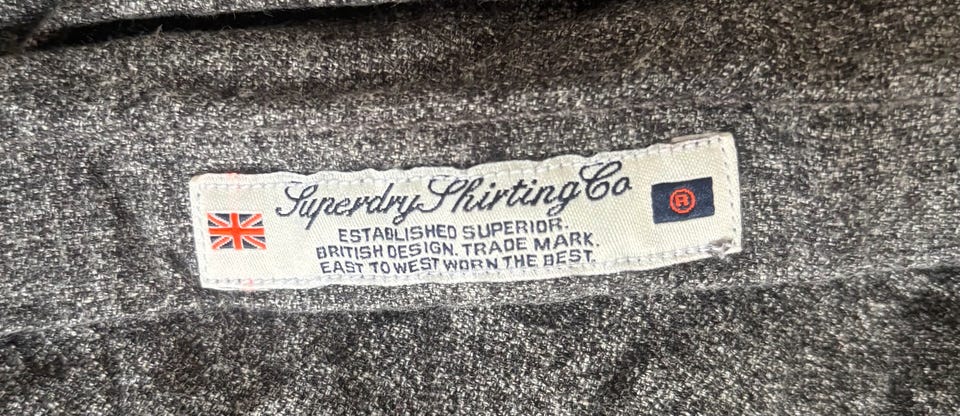 Superdry Shirting Co
®
ESTABLISHED SUPERIOR.
BRITISH DESIGN. TRADE MARK.
EAST TO WEST WORN THE BEST.